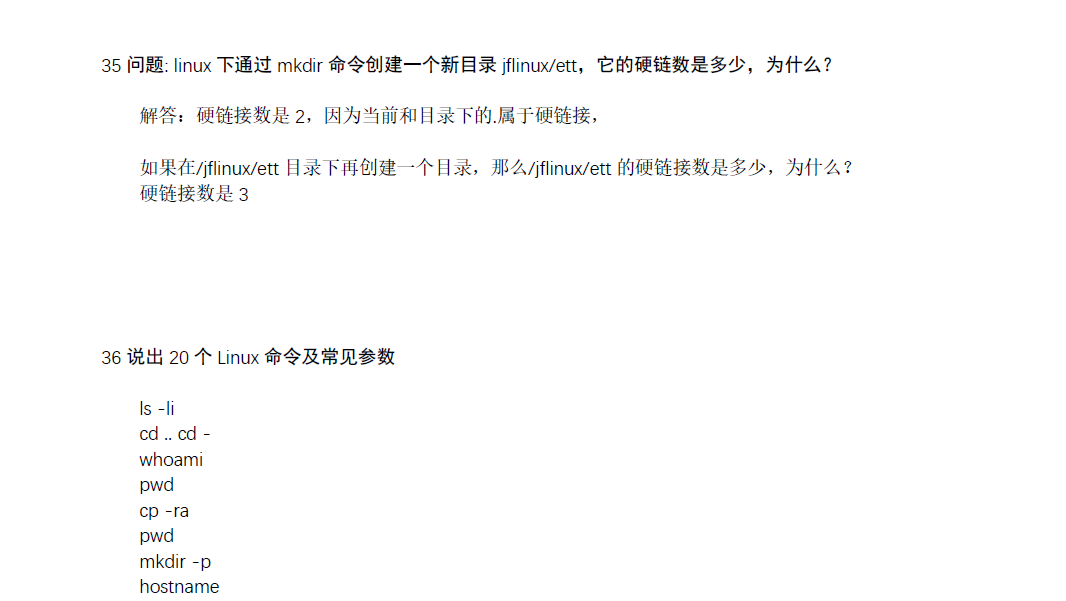 35 问题: linux 下通过 mkdir 命令创建一个新目录 jflinux/ett，它的硬链数是多少，为什么？
解答：硬链接数是 2，因为当前和目录下的.属于硬链接，
如果在/jflinux/ett 目录下再创建一个目录，那么/jflinux/ett 的硬链接数是多少，为什么？
硬链接数是 3
36 说出 20 个 Linux 命令及常见参数
ls -li
cd .. cd -
whoami
pwd
cp -ra
pwd
mkdir -p
hostname